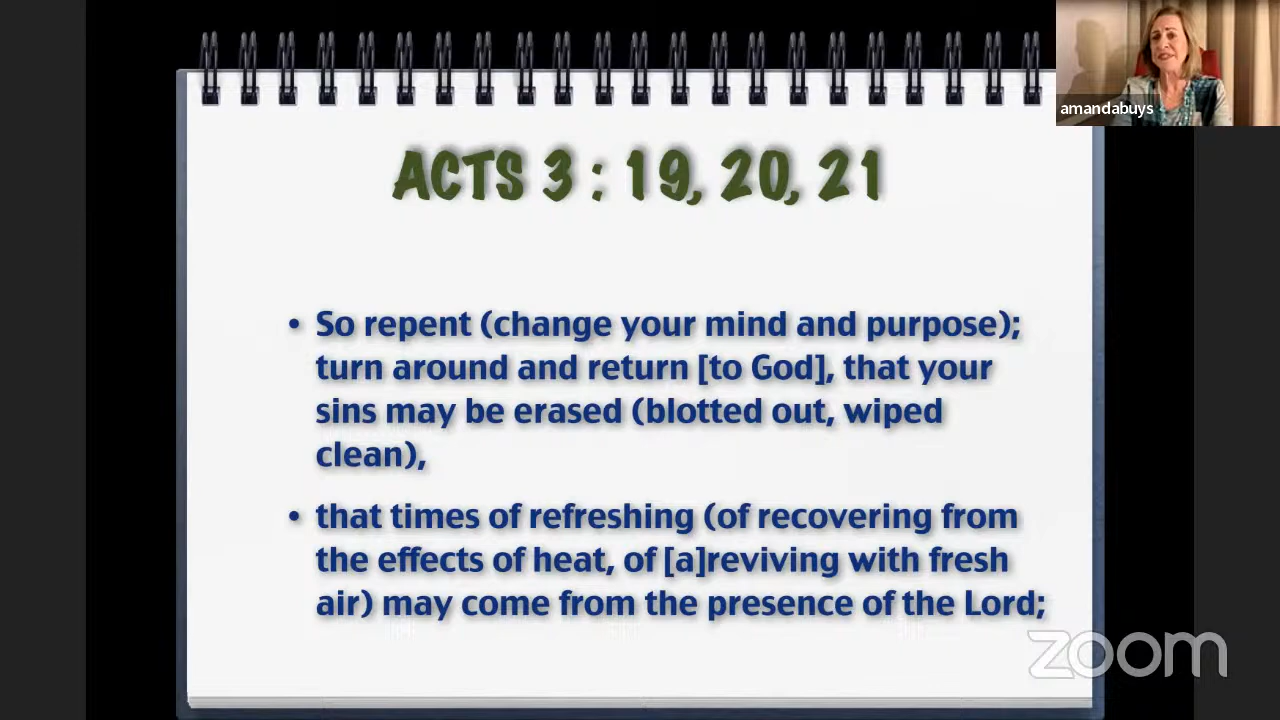 amandabuys
ACTS 3 : 19, 20, 21
• So repent (change your mind and purpose);
turn around and return [to God], that your
sins may be erased (blotted out, wiped
clean),
• that times of refreshing (of recovering from
the effects of heat, of [a]reviving with fresh
air) may come from the presence of the Lord;
zoom